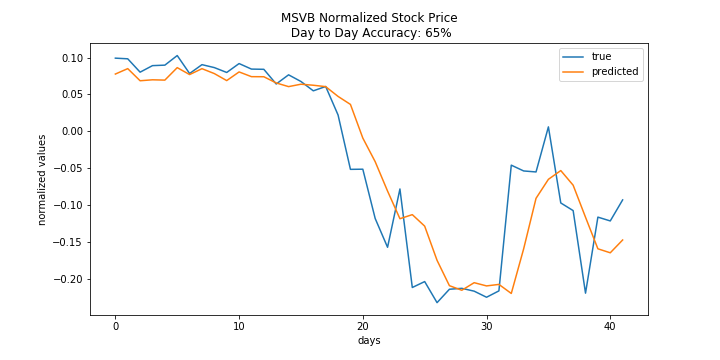 MSVB Normalized Stock Price
Day to Day Accuracy: 65%
true
predicted
0.10
0.05
0.00
−0.05
−0.10
−0.15
−0.20
normalized values
0 10 20 30 40
days